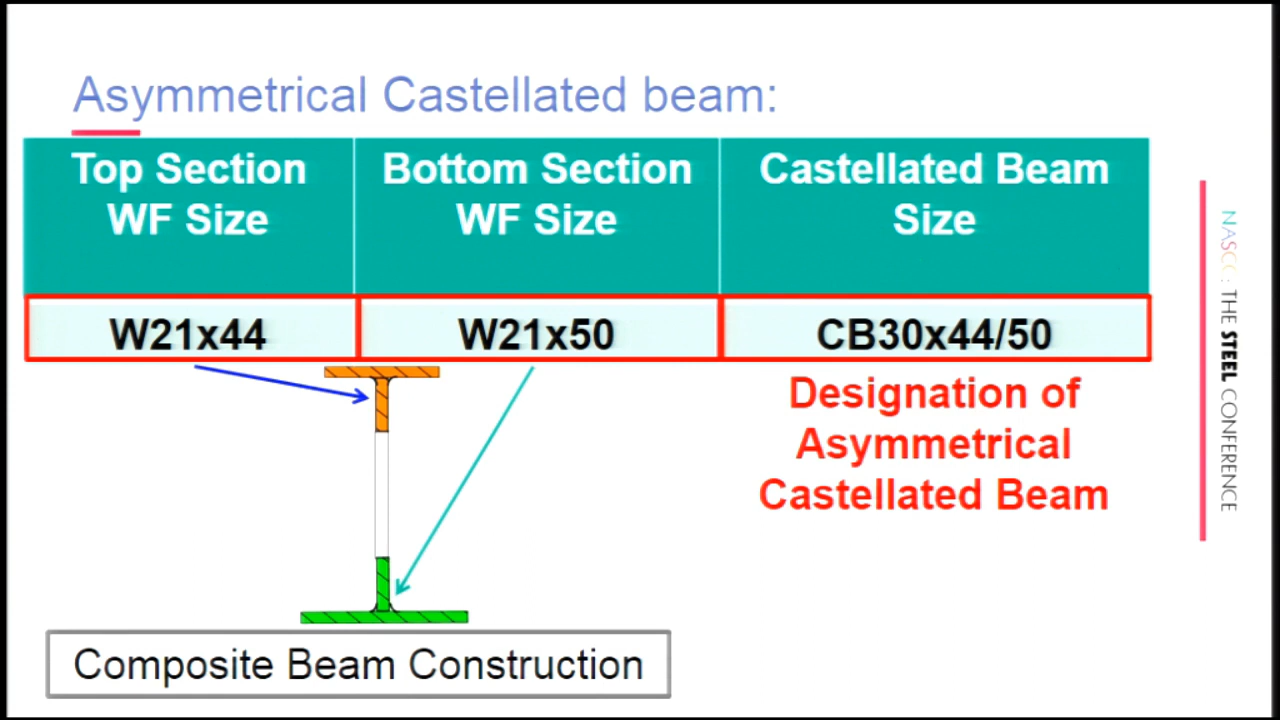 Asymmetrical Castellated beam:
Top Section
WF Size
Bottom Section
WF Size
Castellated Beam
Size
W21x44
W21x50
CB30x44/50
Designation of
Asymmetrical
Castellated Beam
Composite Beam Construction
NASCC : THE STEEL CONFERENCE